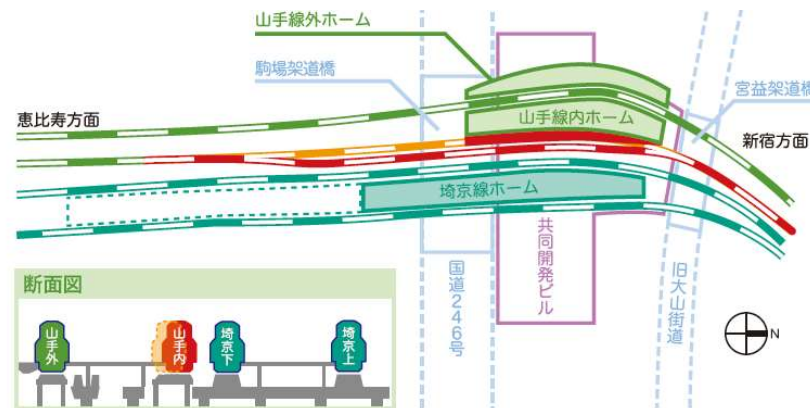 山手線外ホーム
駒場架道橋
宮益架道橋
恵比寿方面
山手線内ホーム
新宿方面
埼京線ホーム
共同開発ビル
国道246号
旧大山街道
N
断面図
山手外
山手内
埼京下
埼京上